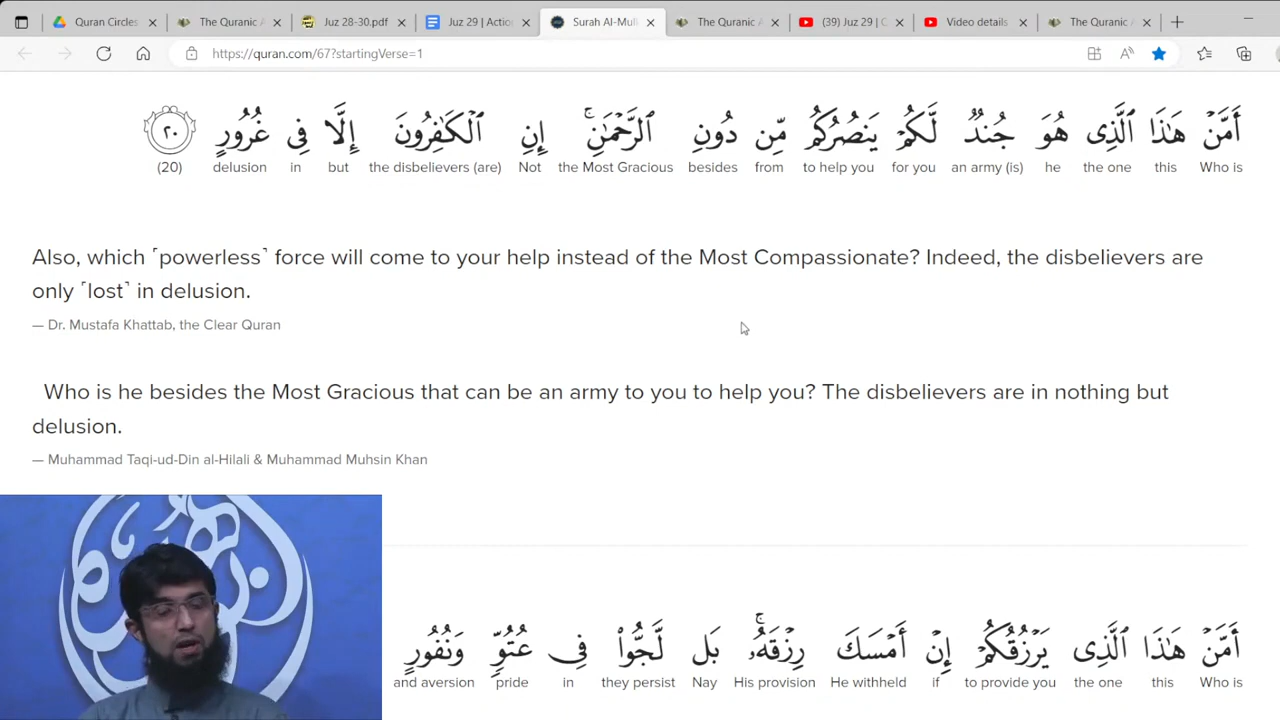 Quran Circles
The Quranic A
Juz 28-30.pdf
Juz 29 | Actio
Surah Al-Mul
The Quranic A
(39) Juz 29 | C
Video details
The Quranic A
https://quran.com/67?startingVerse=1
أَمَّنْ هَٰذَا ٱلَّذِى هُوَ جُندٌ لَّكُمْ يَنصُرُكُم مِّن دُونِ ٱلرَّحْمَٰنِ ۚ إِنِ ٱلْكَٰفِرُونَ إِلَّا فِى غُرُورٍ ٢٠
(20) delusion in but the disbelievers (are) Not the Most Gracious besides from to help you for you an army (is) he the one this Who is
Also, which ˹powerless˺ force will come to your help instead of the Most Compassionate? Indeed, the disbelievers are
only ˹lost˺ in delusion.
— Dr. Mustafa Khattab, the Clear Quran
Who is he besides the Most Gracious that can be an army to you to help you? The disbelievers are in nothing but
delusion.
— Muhammad Taqi-ud-Din al-Hilali & Muhammad Muhsin Khan
أَمَّنْ هَٰذَا ٱلَّذِى يَرْزُقُكُمْ إِنْ أَمْسَكَ رِزْقَهُۥ ۚ بَل لَّجُّوا۟ فِى عُتُوٍّ وَنُفُورٍ
and aversion pride in they persist Nay His provision He withheld if to provide you the one this Who is